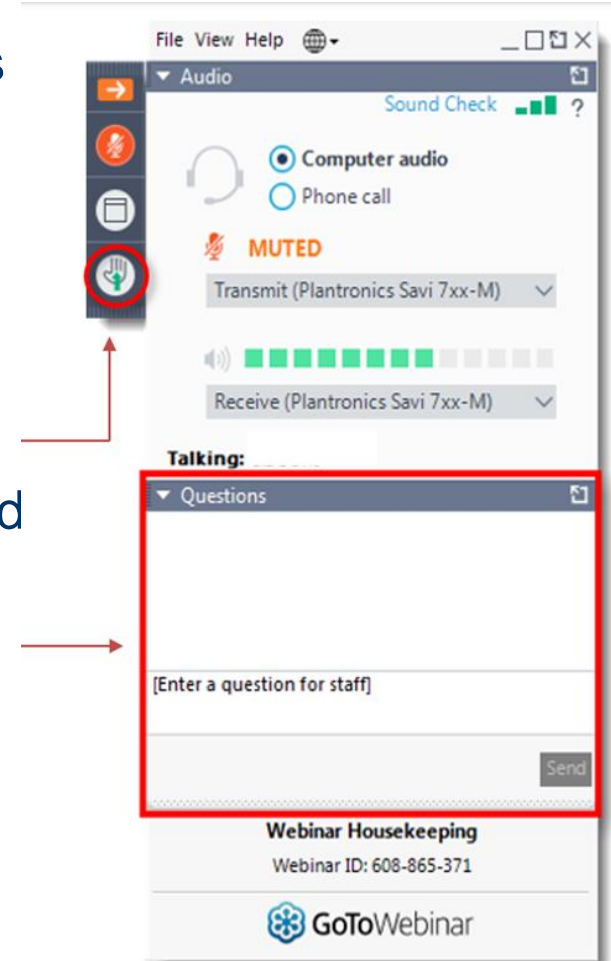 s
File View Help
Audio
Sound Check ?
Computer audio
Phone call
MUTED
Transmit (Plantronics Savi 7xx-M)
Receive (Plantronics Savi 7xx-M)
Talking:
d
Questions
[Enter a question for staff]
Send
Webinar Housekeeping
Webinar ID: 608-865-371
GoToWebinar